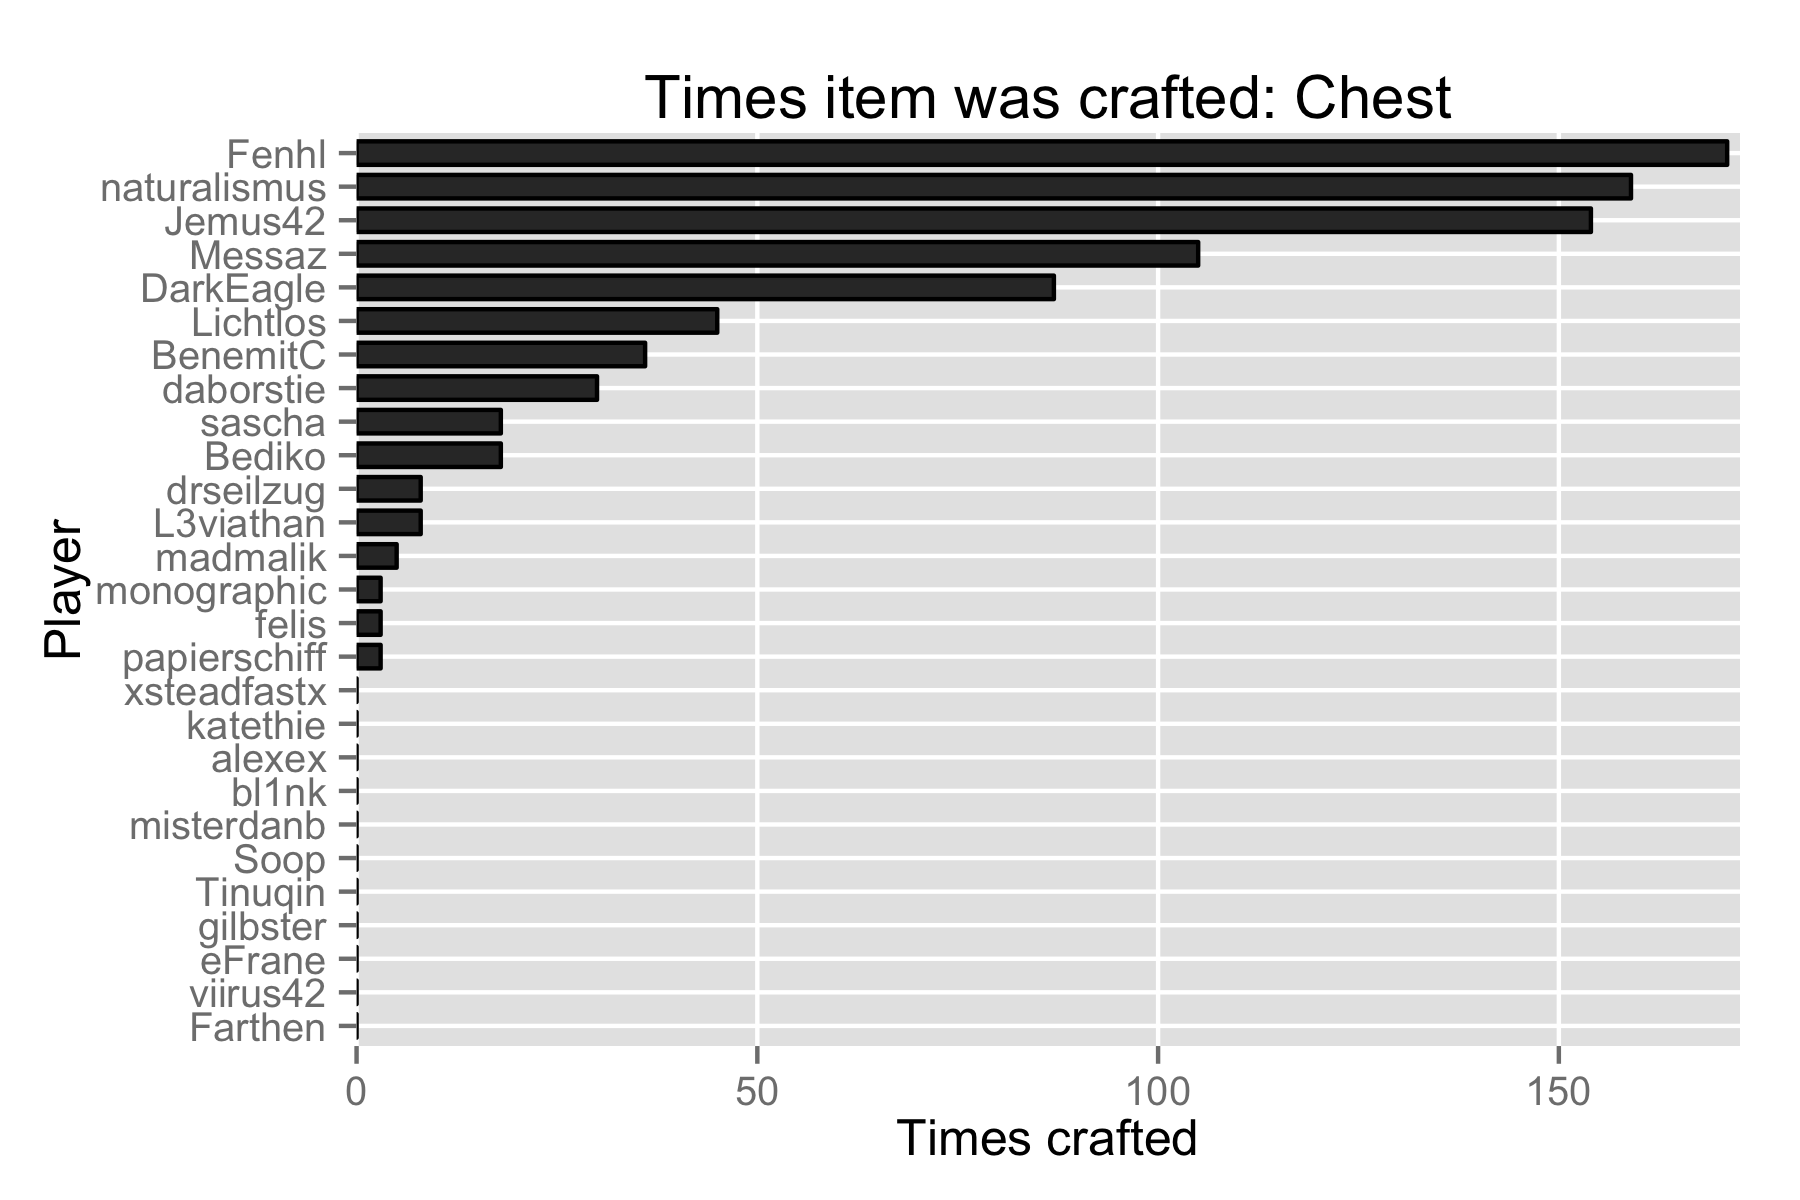 Times item was crafted: Chest
Fenhl
naturalismus
Jemus42
Messaz
DarkEagle
Lichtlos
BenemitC
daborstie
sascha
Bediko
drseilzug
L3viathan
madmalik
monographic
felis
papierschiff
xsteadfastx
katethie
alexex
bl1nk
misterdanb
Soop
Tinuqin
gilbster
eFrane
viirus42
Farthen
Player
0 50 100 150
Times crafted